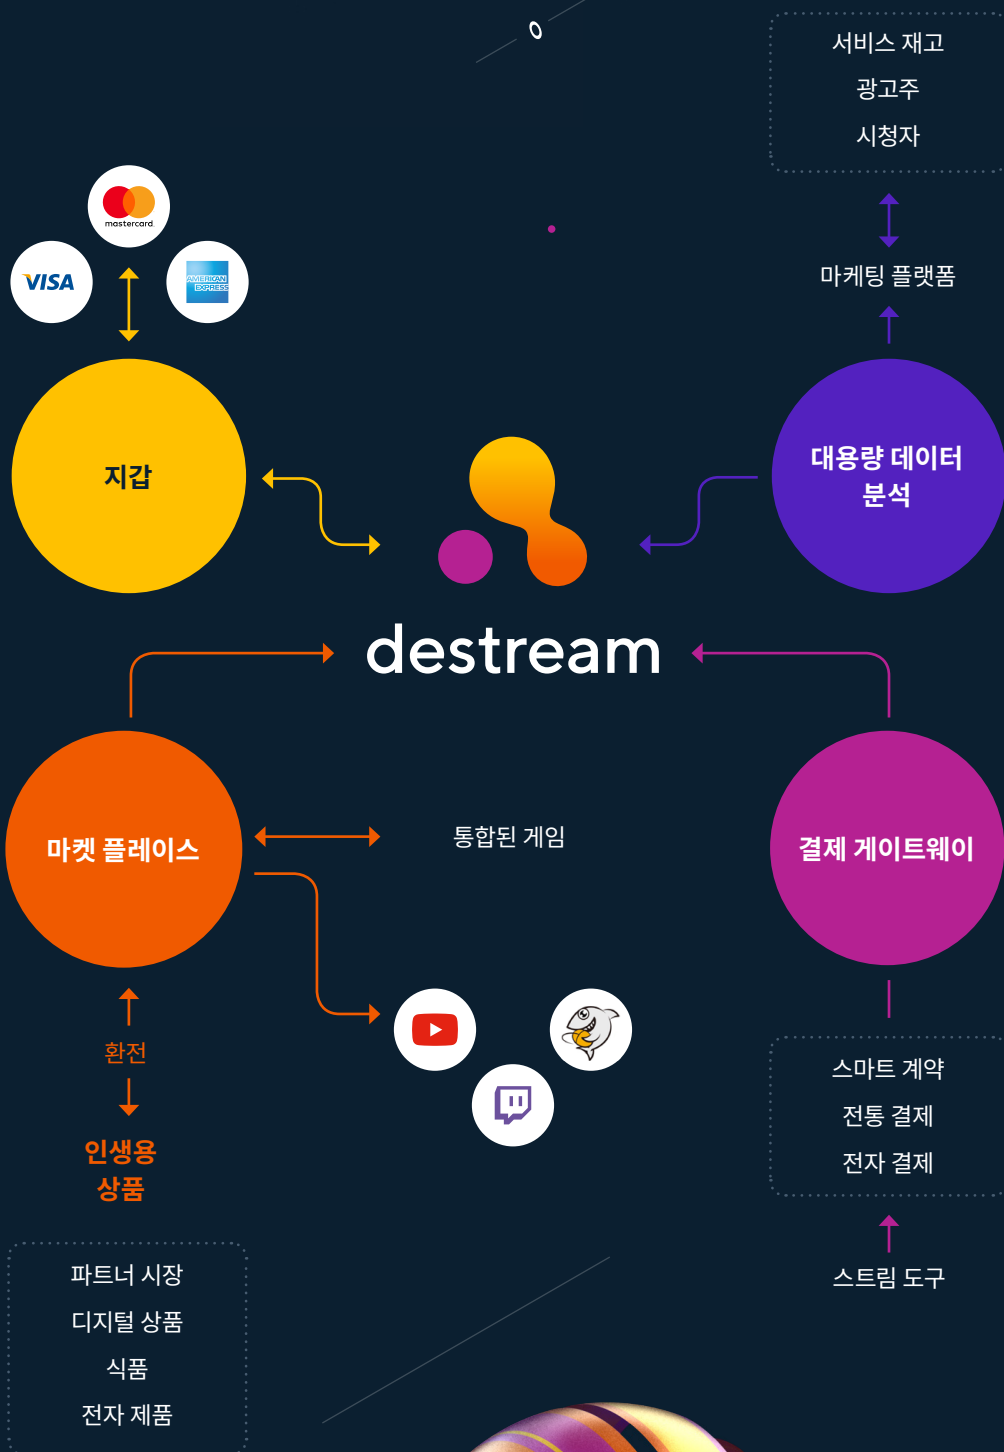 서비스 재고
광고주
시청자
mastercard.
VISA
AMERICAN
EXPRESS
마케팅 플랫폼
지갑
대용량 데이터
분석
destream
마켓 플레이스
통합된 게임
결제 게이트웨이
환전
인생용
상품
스마트 계약
전통 결제
전자 결제
스트림 도구
파트너 시장
디지털 상품
식품
전자 제품